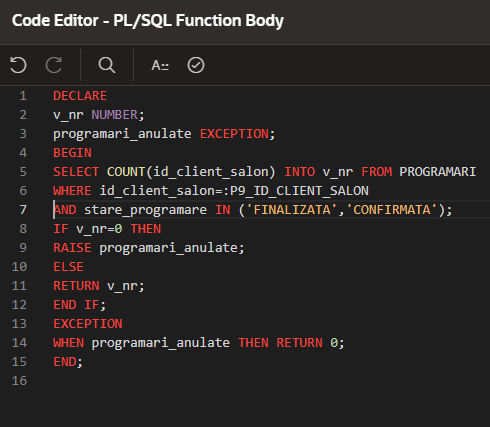 Code Editor - PL/SQL Function Body
A
1 DECLARE
2 v_nr NUMBER;
3 programari_anulate EXCEPTION;
4 BEGIN
5 SELECT COUNT(id_client_salon) INTO v_nr FROM PROGRAMARI
6 WHERE id_client_salon=:P9_ID_CLIENT_SALON
7 AND stare_programare IN ('FINALIZATA','CONFIRMATA');
8 IF v_nr=0 THEN
9 RAISE programari_anulate;
10 ELSE
11 RETURN v_nr;
12 END IF;
13 EXCEPTION
14 WHEN programari_anulate THEN RETURN 0;
15 END;
16